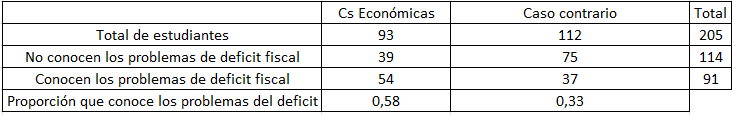 Cs Económicas Caso contrario Total
Total de estudiantes 93 112 205
No conocen los problemas de deficit fiscal 39 75 114
Conocen los problemas de deficit fiscal 54 37 91
Proporción que conoce los problemas del deficit 0,58 0,33